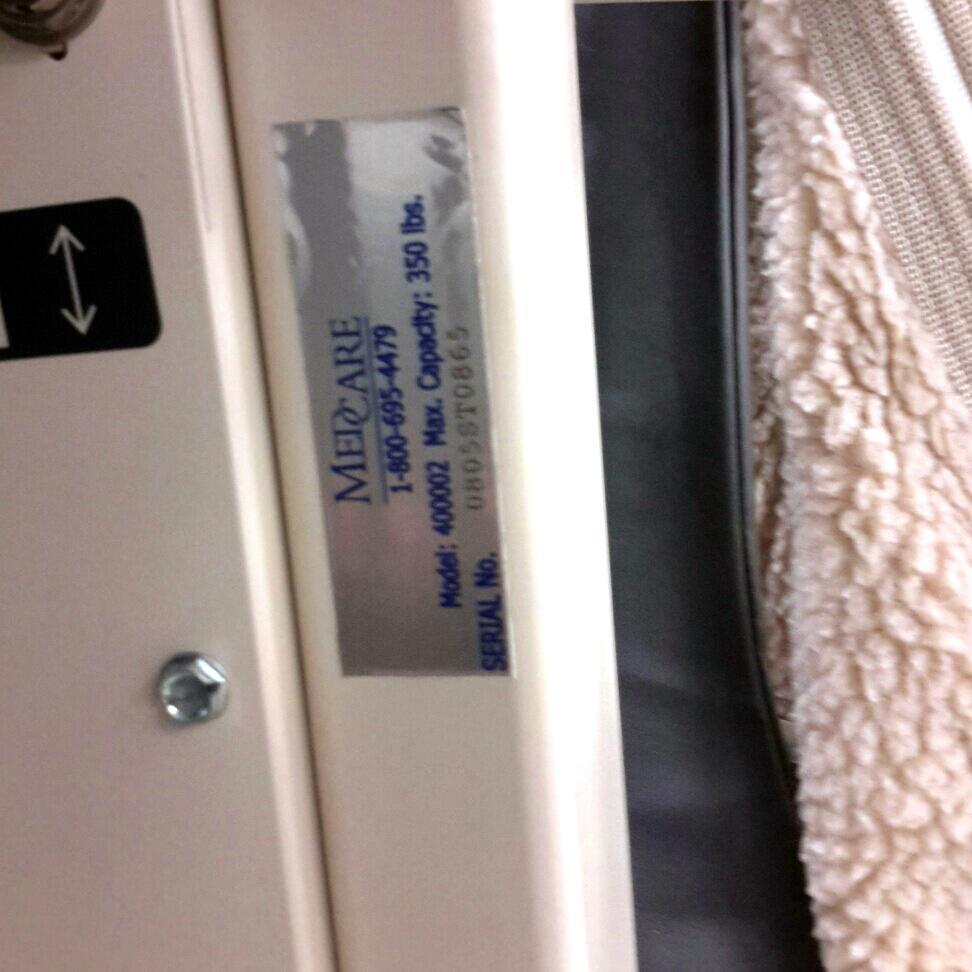 MEDCARE
1-800-695-4479
Model: 400002 Max. Capacity: 350 lbs.
SERIAL No. 0805ST0865